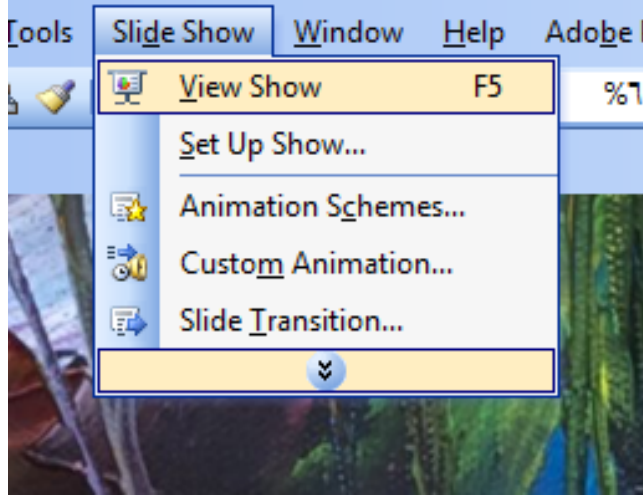 Tools Slide Show Window Help Adobe
View Show F5
Set Up Show...
Animation Schemes...
Custom Animation...
Slide Transition...